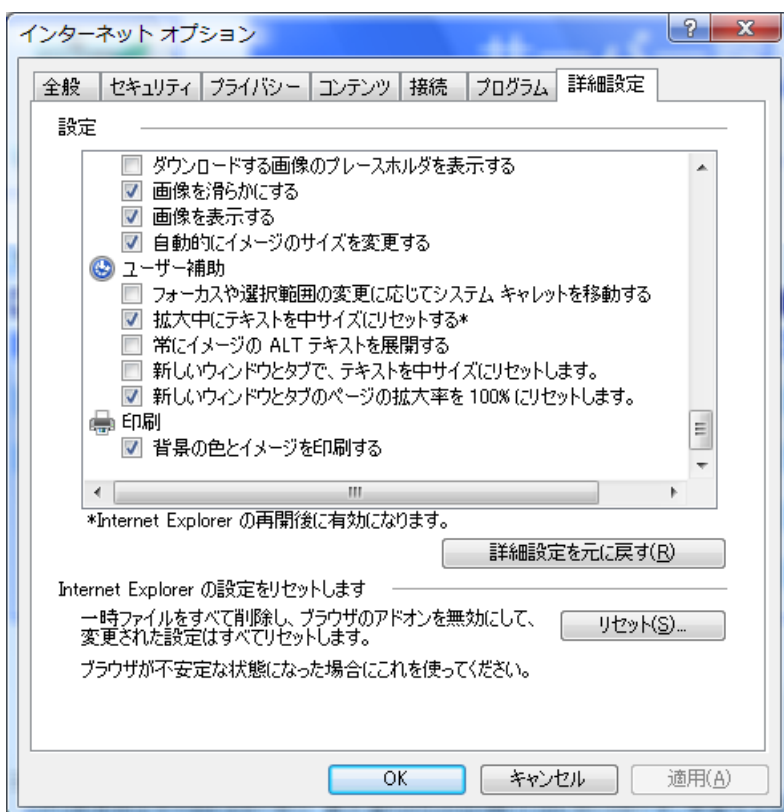 インターネット オプション
全般 セキュリティ プライバシー コンテンツ 接続 プログラム 詳細設定
設定
ダウンロードする画像のプレースホルダを表示する
画像を滑らかにする
画像を表示する
自動的にイメージのサイズを変更する
ユーザー補助
フォーカスや選択範囲の変更に応じてシステム キャレットを移動する
拡大中にテキストを中サイズにリセットする*
常にイメージの ALT テキストを展開する
新しいウィンドウとタブで、テキストを中サイズにリセットします。
新しいウィンドウとタブのページの拡大率を 100% にリセットします。
印刷
背景の色とイメージを印刷する
*Internet Explorer の再開後に有効になります。
詳細設定を元に戻す(R)
Internet Explorer の設定をリセットします
一時ファイルをすべて削除し、ブラウザのアドオンを無効にして、
変更された設定はすべてリセットします。
リセット(S)...
ブラウザが不安定な状態になった場合にこれを使ってください。
OK キャンセル 適用(A)